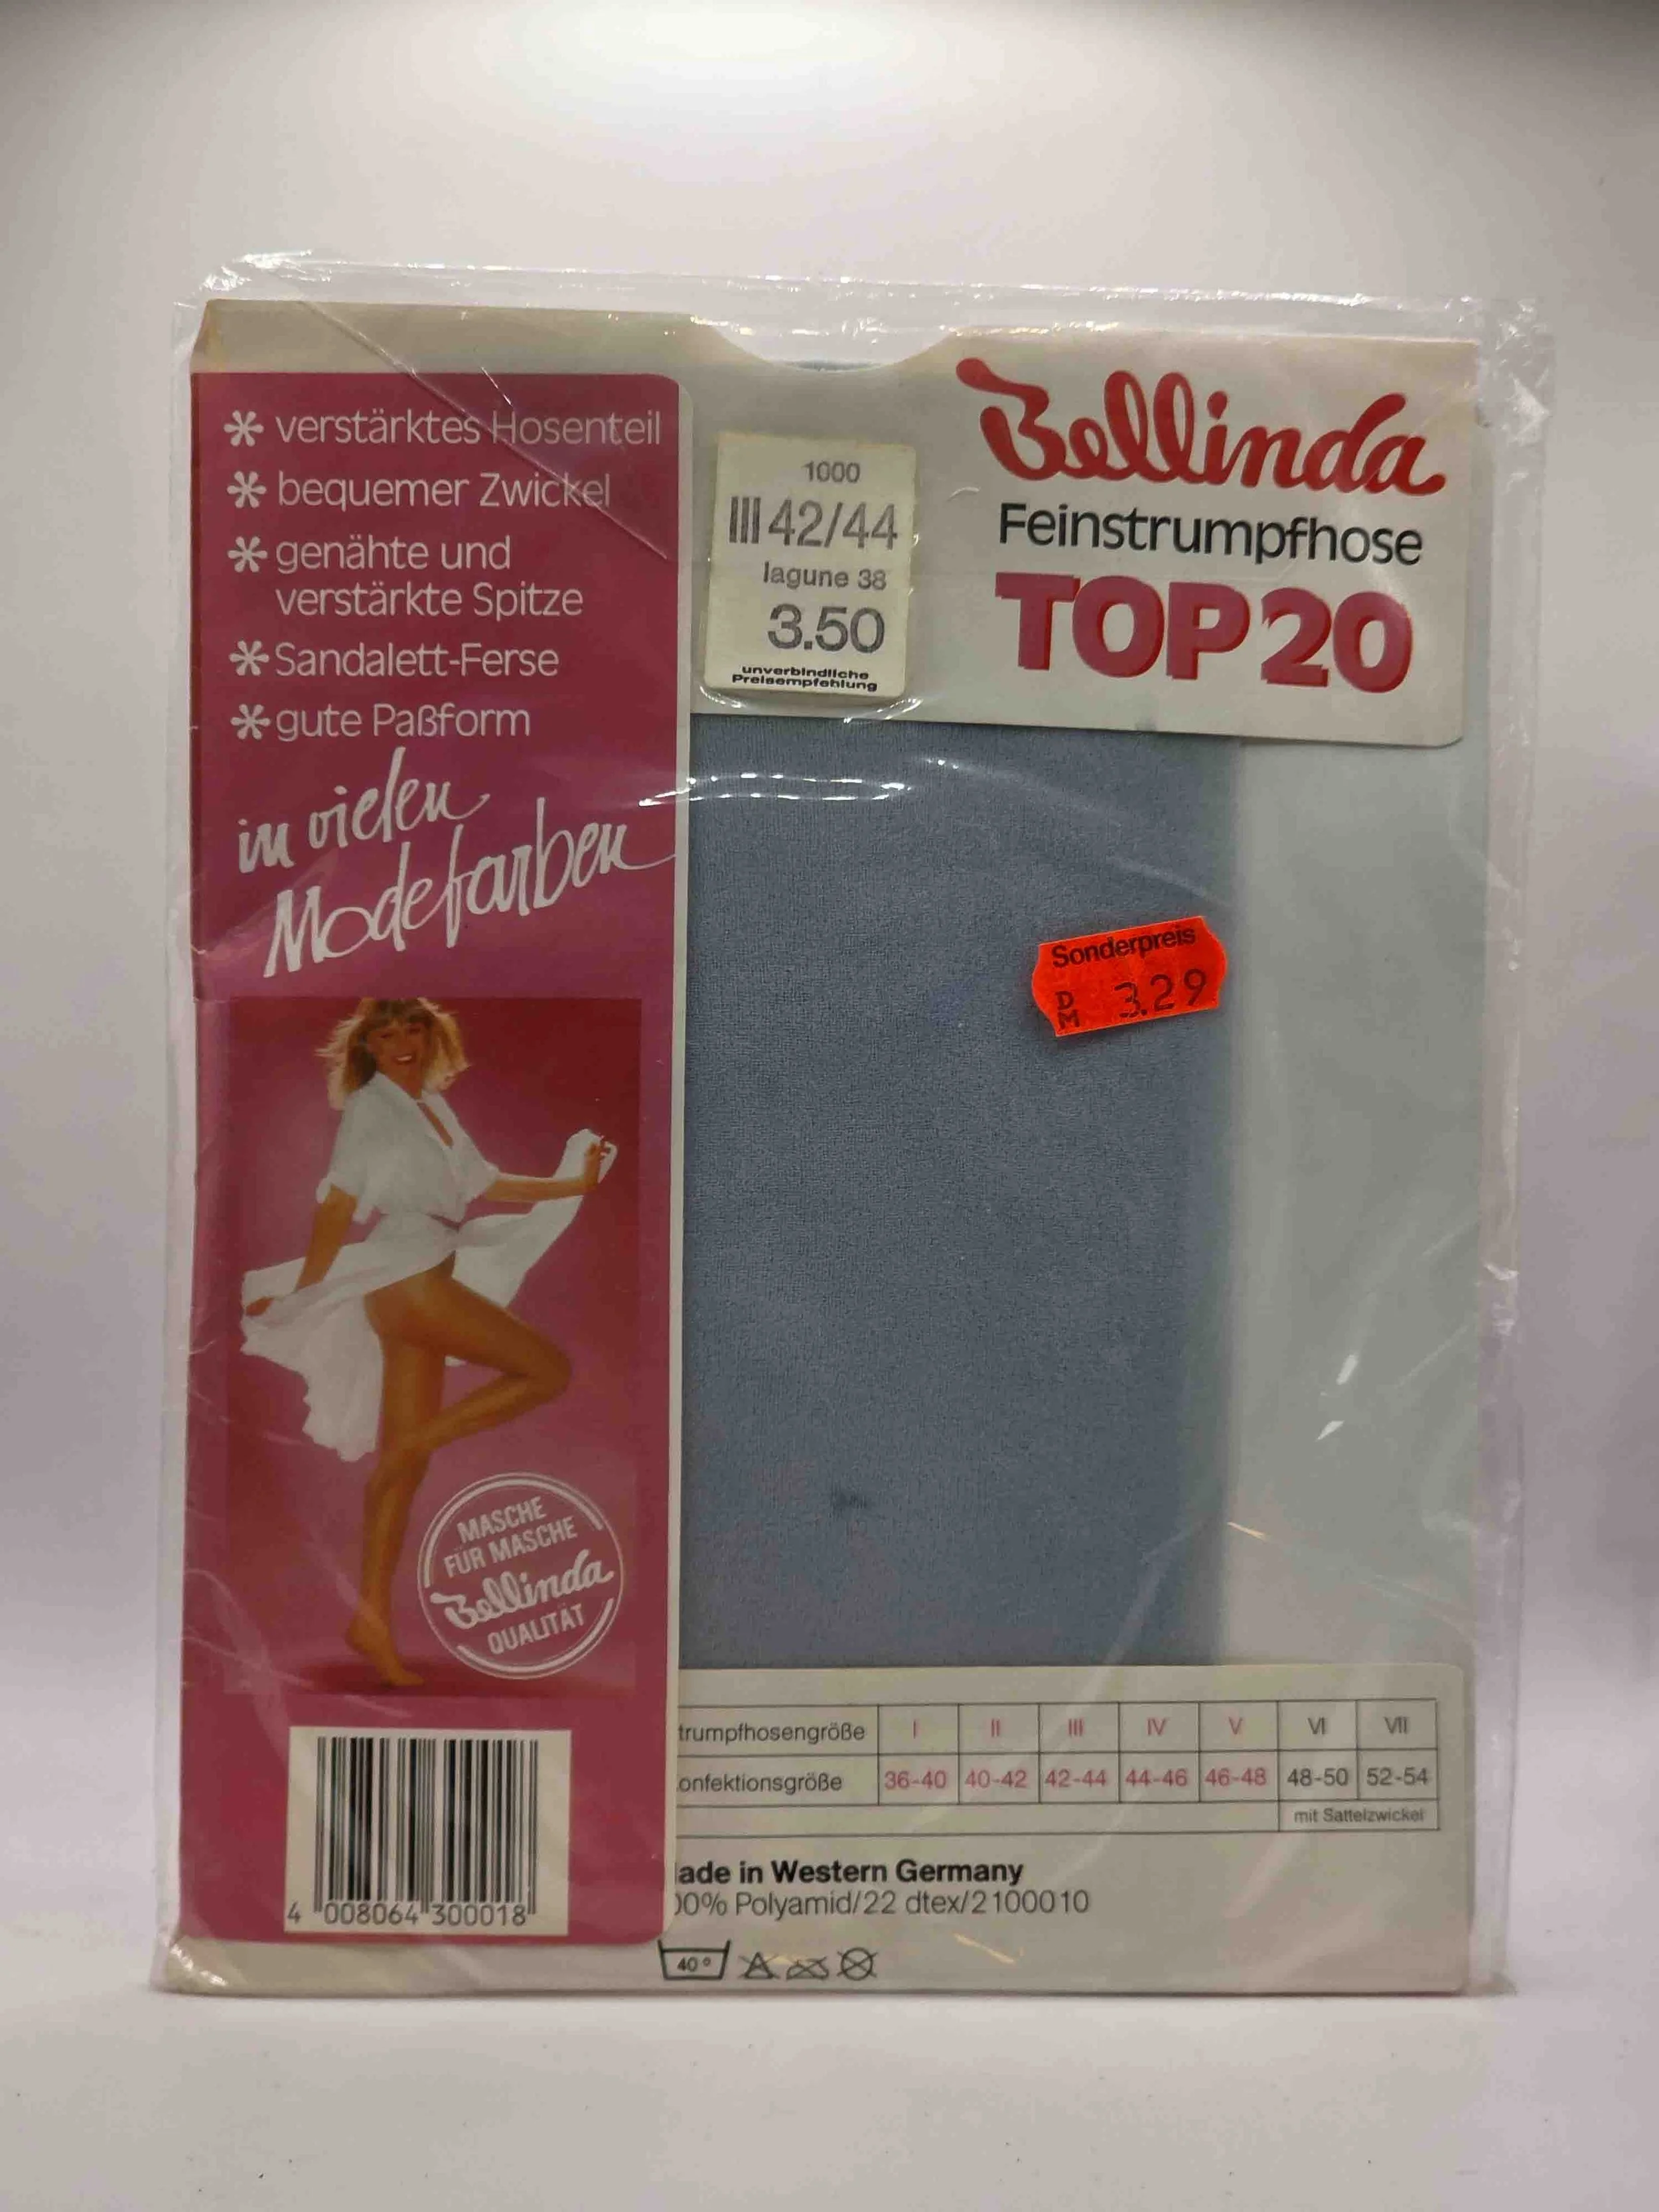 * verstärktes Hosenteil
* bequemer Zwickel
* genähte und
verstärkte Spitze
* Sandalett-Ferse
* gute Paßform
in vielen
Modefarben
MASCHE
FÜR MASCHE
Bellinda
QUALITÄT
4 008064 300018
1000
III 42/44
lagune 38
3.50
unverbindliche
Preisempfehlung
Bellinda
Feinstrumpfhose
TOP 20
Sonderpreis
DM 3.29
trumpfhosengröße I II III IV V VI VII
onfektionsgröße 36-40 40-42 42-44 44-46 46-48 48-50 52-54
mit Sattelzwickel
ade in Western Germany
00% Polyamid/22 dtex/2100010
40°